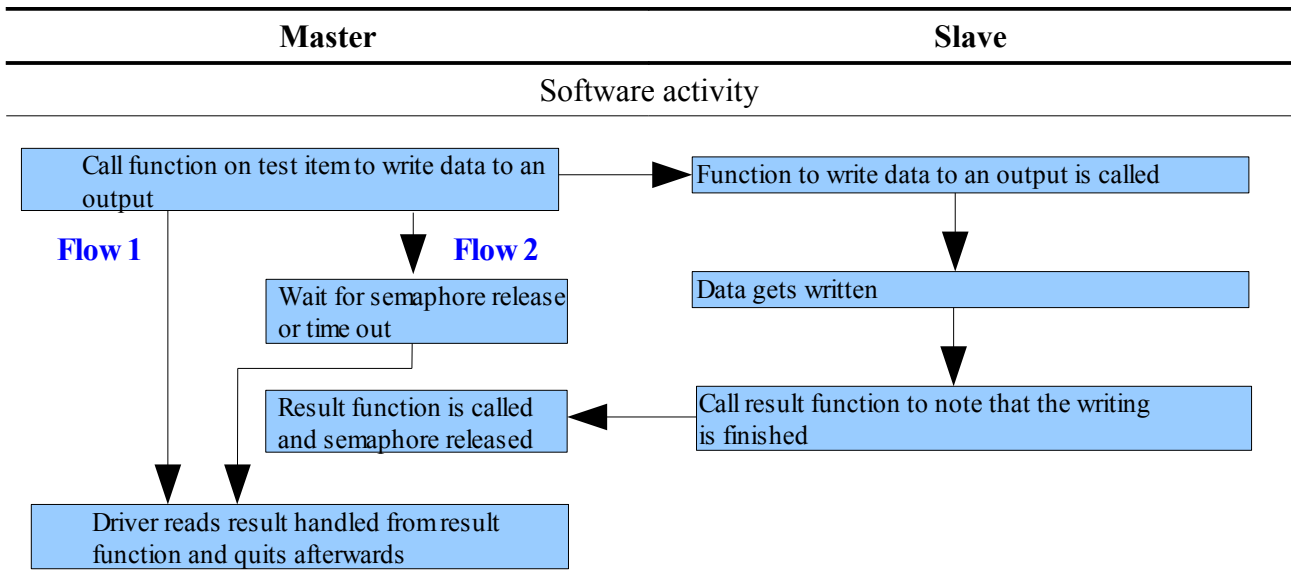 Master Slave
Software activity
Call function on test item to write data to an
output
Function to write data to an output is called
Flow 1 Flow 2
Wait for semaphore release
or time out
Data gets written
Result function is called
and semaphore released
Call result function to note that the writing
is finished
Driver reads result handled from result
function and quits afterwards